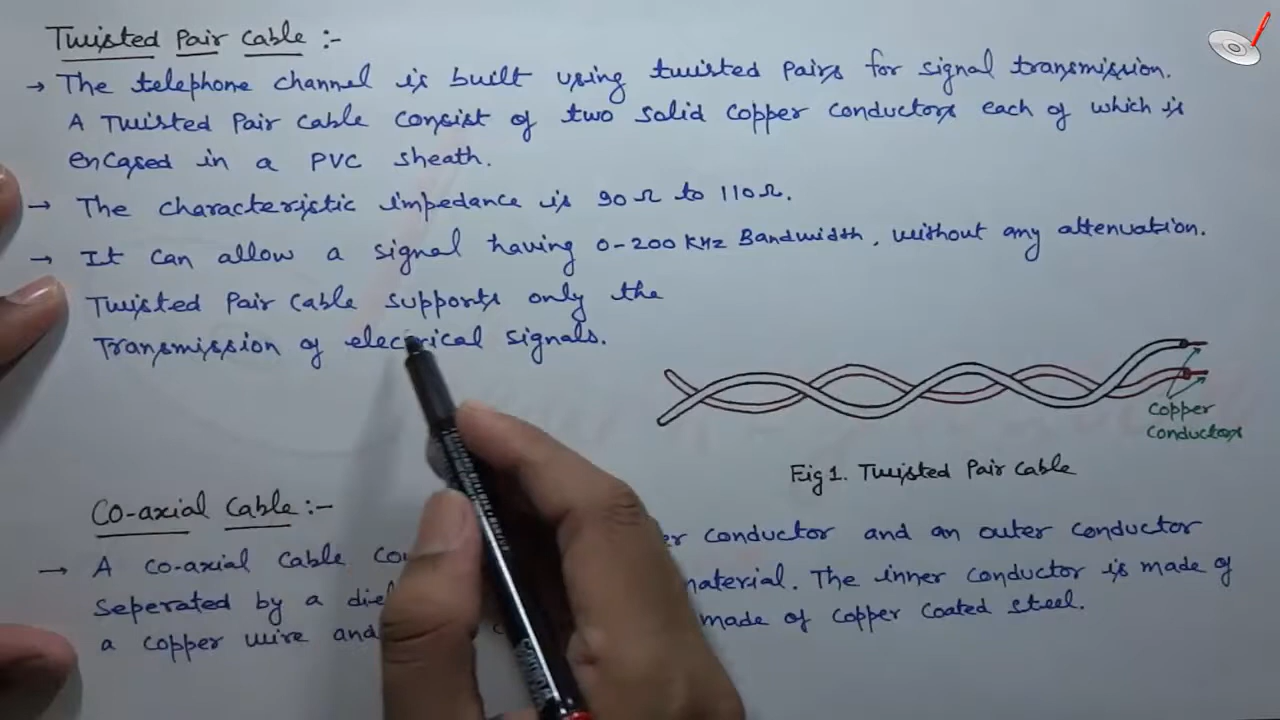 Twisted Pair Cable :-
→ The telephone channel is built using twisted pairs for signal transmission.
A Twisted Pair Cable consist of two solid copper conductors each of which is
encased in a PVC sheath.
→ The characteristic impedance is 90Ω to 110Ω.
→ It can allow a signal having 0-200 KHz Bandwidth, without any attenuation.
Twisted Pair Cable supports only the
Transmission of electrical signals.
Copper
Conductors
Fig 1. Twisted Pair Cable
Co-axial Cable :-
→ A co-axial cable conductor and an outer conductor
seperated by a material. The inner conductor is made of
a copper wire and made of copper coated steel.